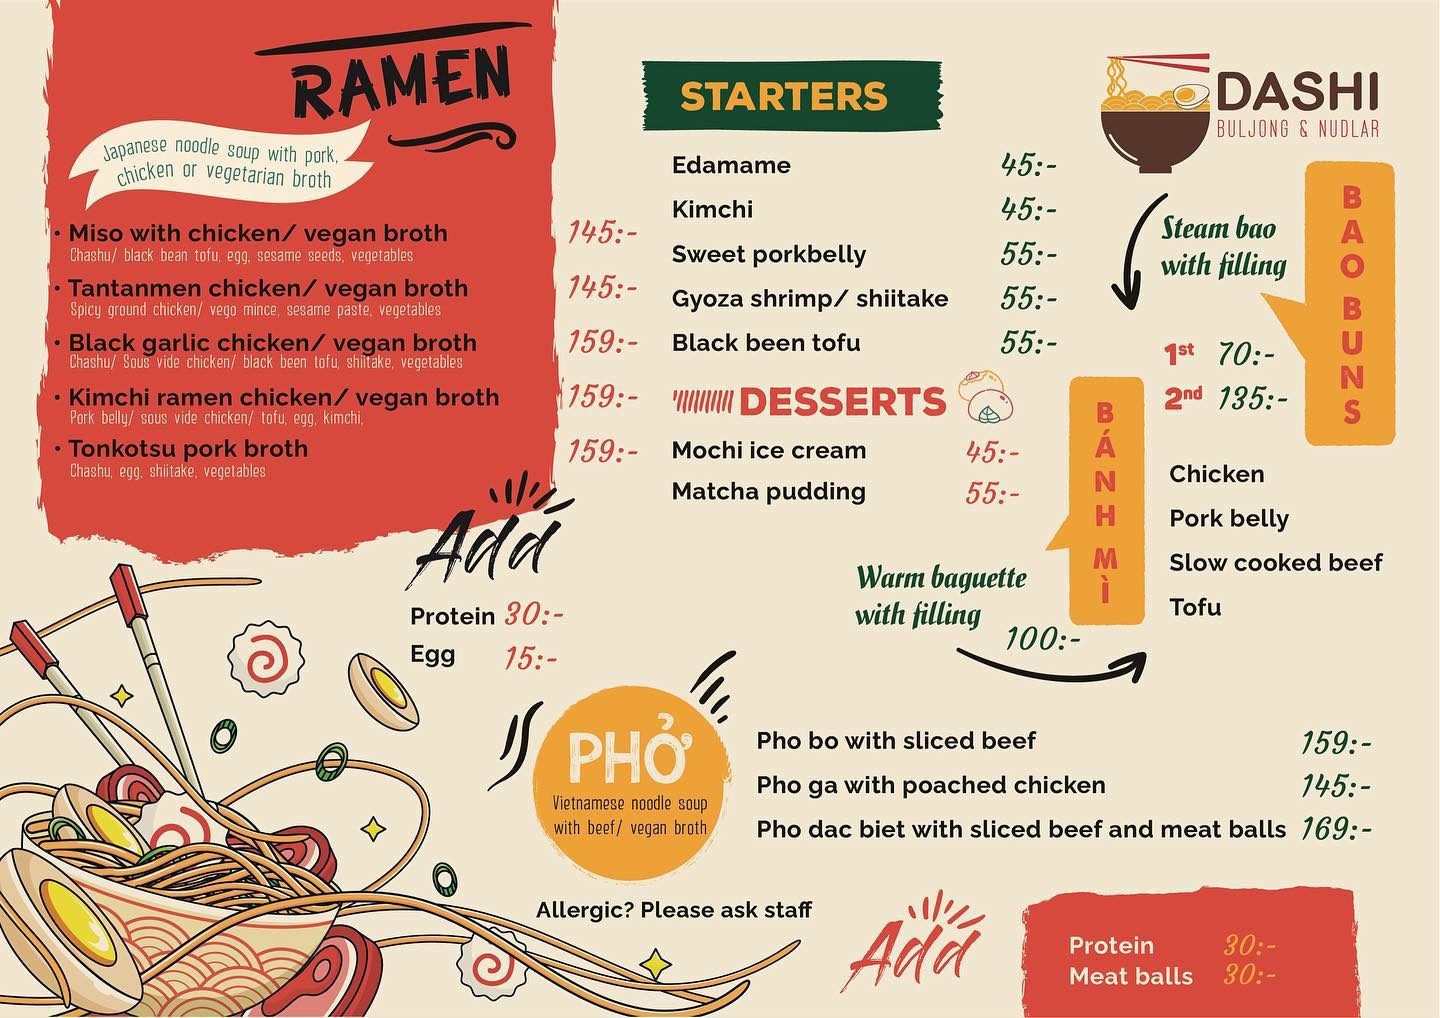 RAMEN
Japanese noodle soup with pork,
chicken or vegetarian broth
• Miso with chicken/ vegan broth 145:-
Chashu/ black bean tofu, egg, sesame seeds, vegetables
• Tantanmen chicken/ vegan broth 145:-
Spicy ground chicken/ vego mince, sesame paste, vegetables
• Black garlic chicken/ vegan broth 159:-
Chashu/ Sous vide chicken/ black been tofu, shiitake, vegetables
• Kimchi ramen chicken/ vegan broth 159:-
Pork belly/ sous vide chicken/ tofu, egg, kimchi,
• Tonkotsu pork broth 159:-
Chashu, egg, shiitake, vegetables
Add
Protein 30:-
Egg 15:-
STARTERS
Edamame 45:-
Kimchi 45:-
Sweet porkbelly 55:-
Gyoza shrimp/ shiitake 55:-
Black been tofu 55:-
DESSERTS
Mochi ice cream 45:-
Matcha pudding 55:-
DASHI
BULJONG & NUDLAR
BAO BUNS
Steam bao
with filling
1st 70:-
2nd 135:-
BÁNH MÌ
Warm baguette
with filling
100:-
Chicken
Pork belly
Slow cooked beef
Tofu
PHỞ
Vietnamese noodle soup
with beef/ vegan broth
Pho bo with sliced beef 159:-
Pho ga with poached chicken 145:-
Pho dac biet with sliced beef and meat balls 169:-
Allergic? Please ask staff
Add
Protein 30:-
Meat balls 30:-